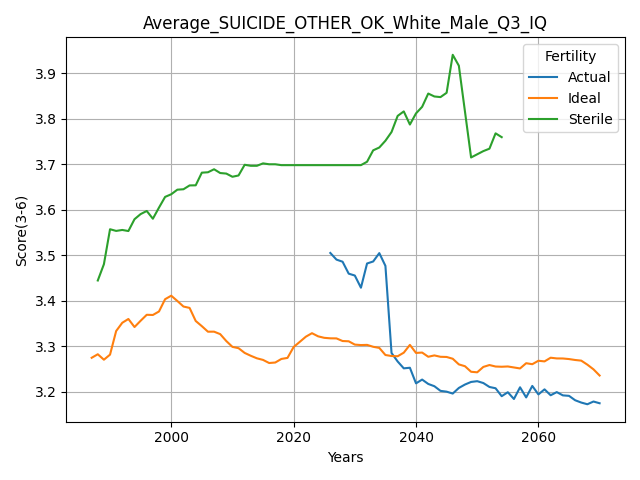 Average_SUICIDE_OTHER_OK_White_Male_Q3_IQ
Score(3-6)
3.9
3.8
3.7
3.6
3.5
3.4
3.3
3.2
Fertility
Actual
Ideal
Sterile
2000
2020
2040
2060
Years